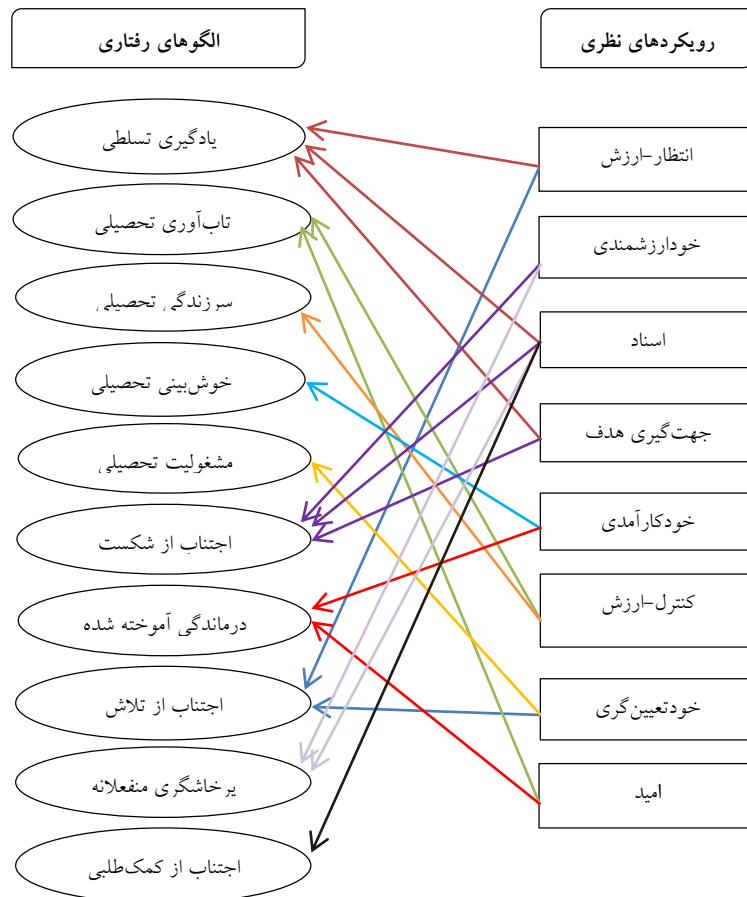 رویکردهای نظری
انتظار-ارزش
خودارزشمندی
اسناد
جهت‌گیری هدف
خودکارآمدی
کنترل-ارزش
خودتعیین‌گری
امید
الگوهای رفتاری
یادگیری تسلطی
تاب‌آوری تحصیلی
سرزندگی تحصیلی
خوش‌بینی تحصیلی
مشغولیت تحصیلی
اجتناب از شکست
درماندگی آموخته شده
اجتناب از تلاش
پرخاشگری منفعلانه
اجتناب از کمک‌طلبی